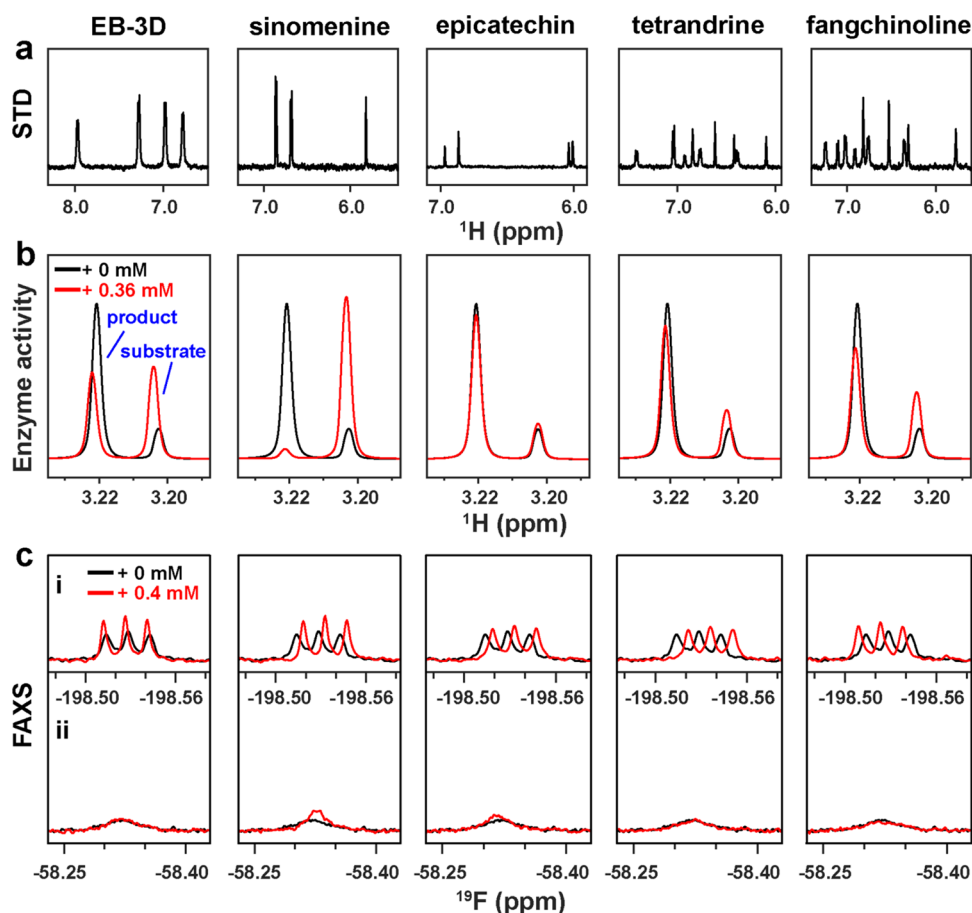 EB-3D sinomenine epicatechin tetrandrine fangchinoline
a
STD
8.0 7.0 7.0 6.0 7.0 6.0 7.0 6.0 7.0 6.0
¹H (ppm)
b
Enzyme activity
+ 0 mM
+ 0.36 mM
product
substrate
3.22 3.20 3.22 3.20 3.22 3.20 3.22 3.20 3.22 3.20
¹H (ppm)
c
FAXS
i
+ 0 mM
+ 0.4 mM
-198.50 -198.56 -198.50 -198.56 -198.50 -198.56 -198.50 -198.56 -198.50 -198.56
ii
-58.25 -58.40 -58.25 -58.40 -58.25 -58.40 -58.25 -58.40 -58.25 -58.40
¹⁹F (ppm)